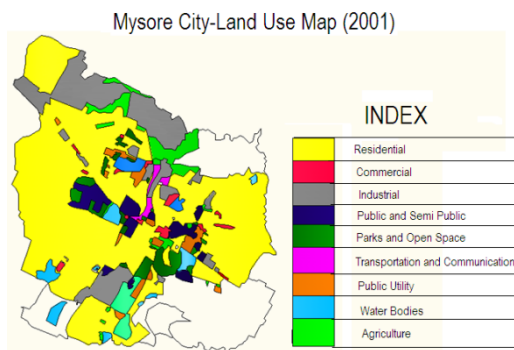 Mysore City-Land Use Map (2001)
INDEX
Residential
Commercial
Industrial
Public and Semi Public
Parks and Open Space
Transportation and Communication
Public Utility
Water Bodies
Agriculture